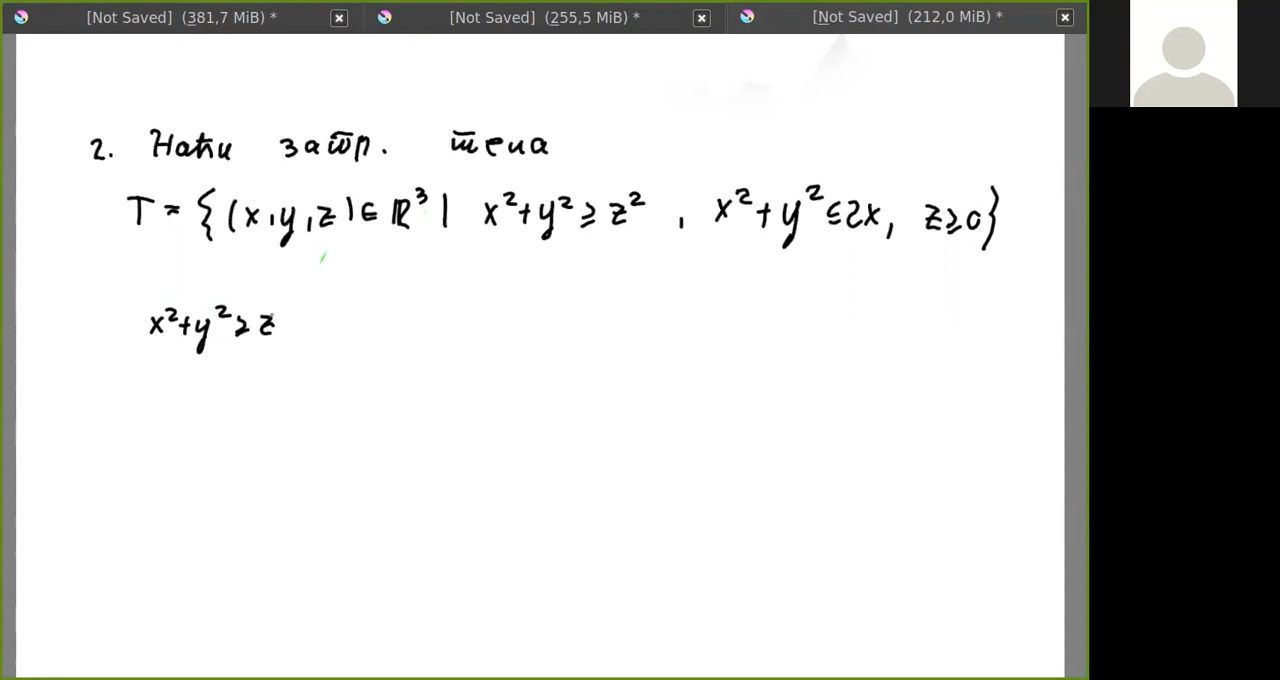 [Not Saved] (381,7 MiB) *
[Not Saved] (255,5 MiB) *
[Not Saved] (212,0 MiB) *
2. Наћи запр. тела
T = {(x,y,z) ∈ ℝ³ | x²+y² ≥ z² , x²+y² ≤ 2x, z ≥ 0}
x²+y² ≥ z